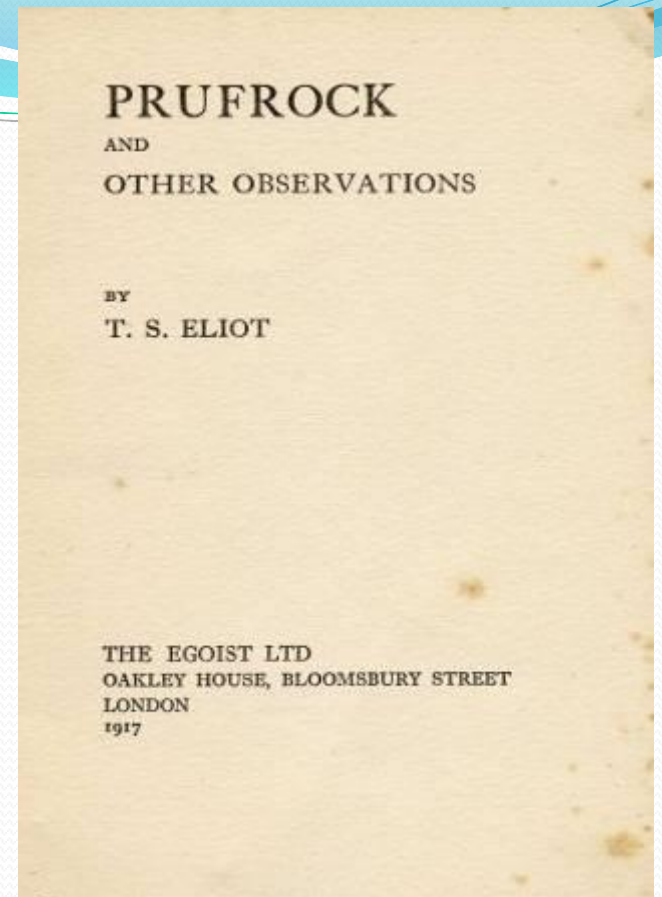 PRUFROCK
AND
OTHER OBSERVATIONS
BY
T. S. ELIOT
THE EGOIST LTD
OAKLEY HOUSE, BLOOMSBURY STREET
LONDON
1917